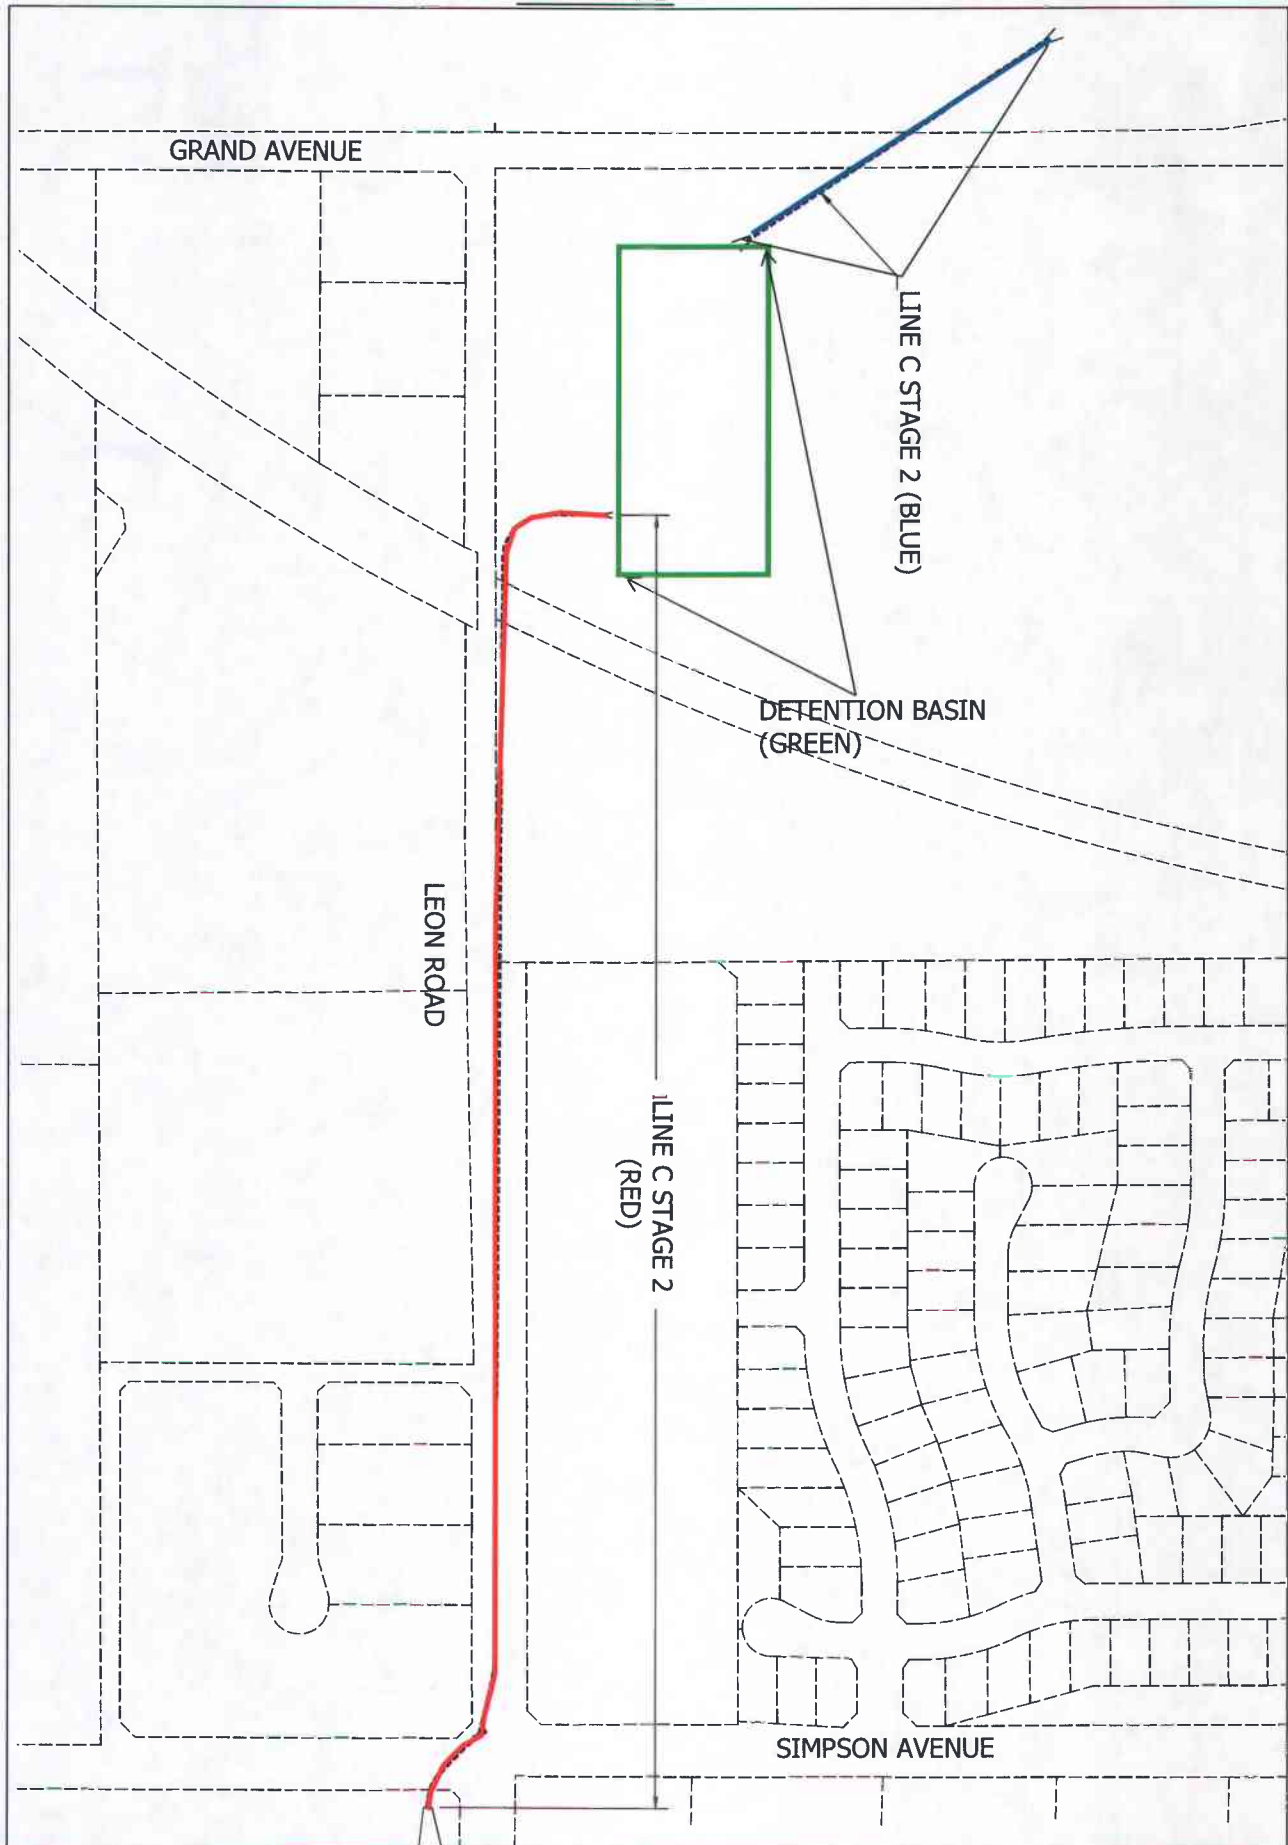 GRAND AVENUE
LINE C STAGE 2 (BLUE)
DETENTION BASIN
(GREEN)
LEON ROAD
LINE C STAGE 2
(RED)
SIMPSON AVENUE